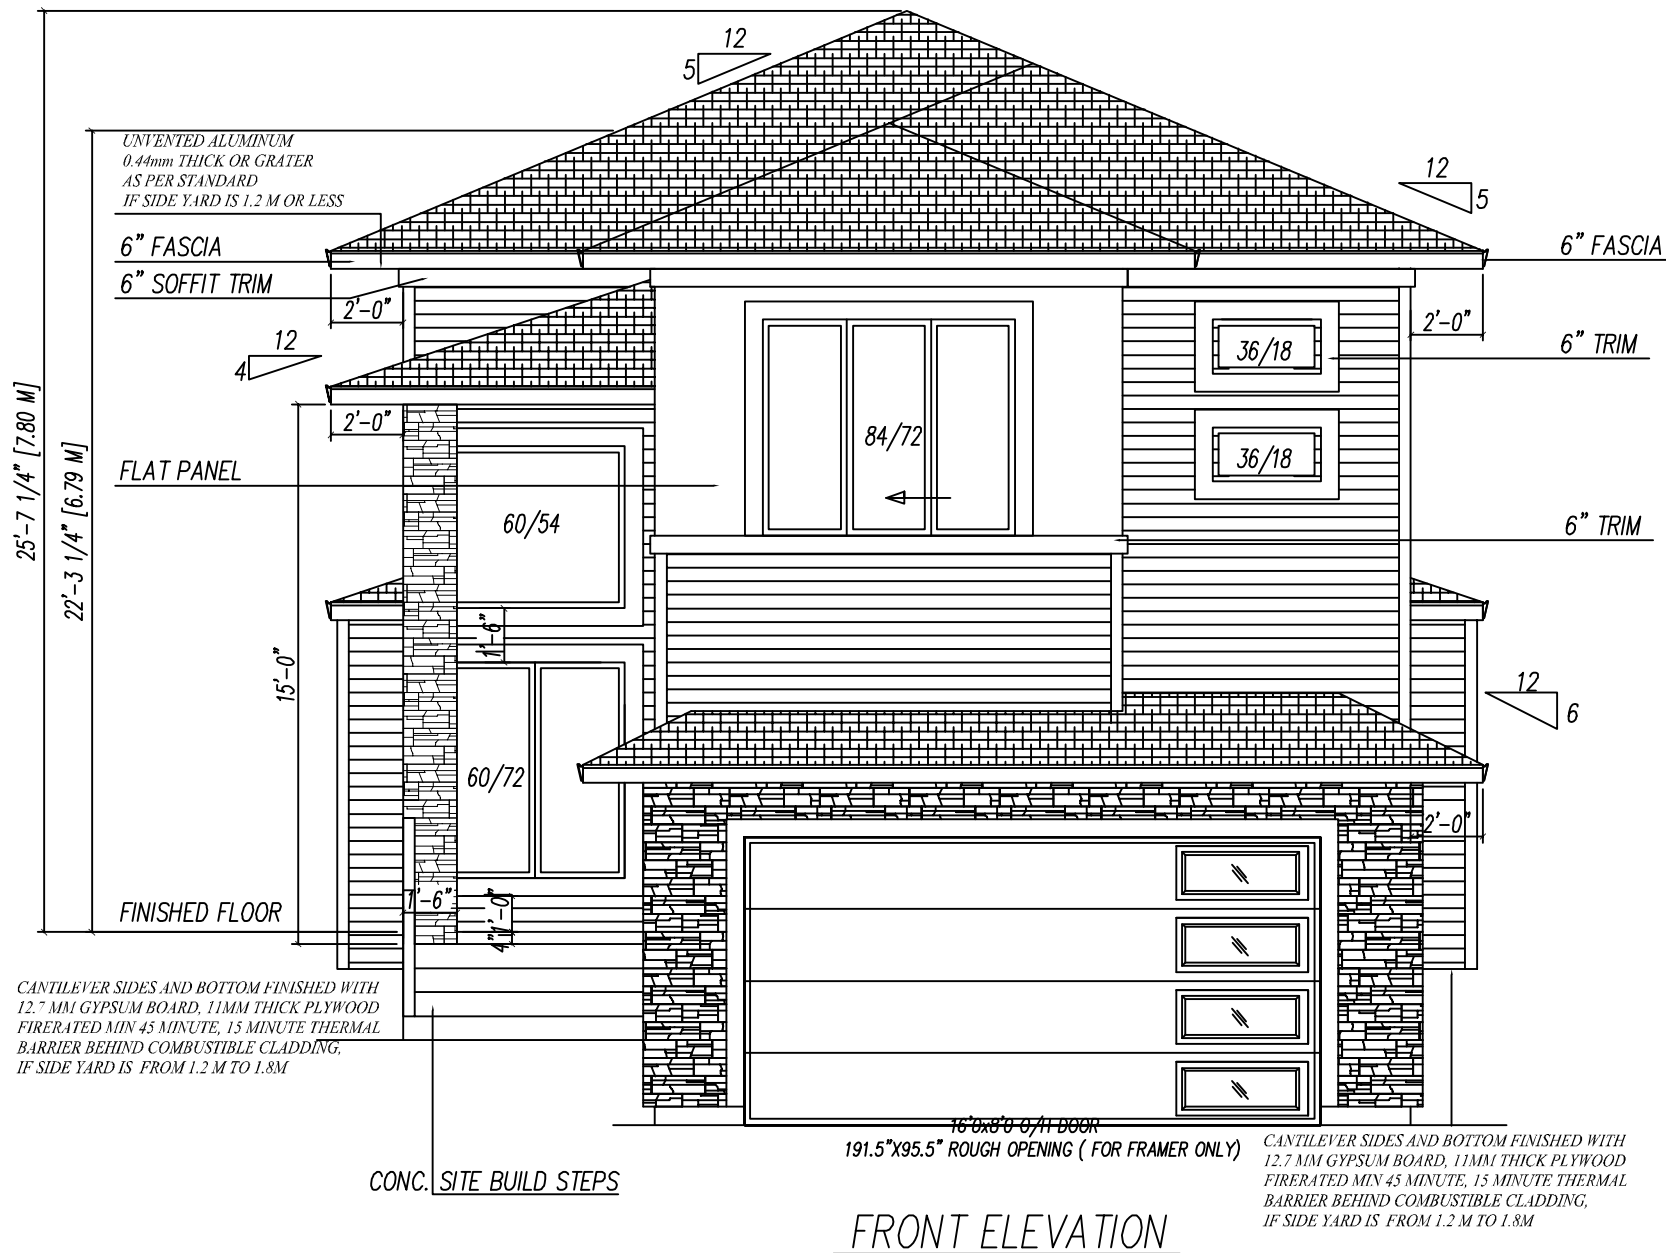 12
5
UNVENTED ALUMINUM
0.44mm THICK OR GRATER
AS PER STANDARD
IF SIDE YARD IS 1.2 M OR LESS
12
5
6" FASCIA
6" FASCIA
6" SOFFIT TRIM
2'-0"
2'-0"
12
4
36/18
6" TRIM
25'-7 1/4" [7.80 M]
22'-3 1/4" [6.79 M]
2'-0"
84/72
36/18
FLAT PANEL
60/54
6" TRIM
1'-6"
15'-0"
12
6
60/72
2'-0"
1'-6"
1'-0"
4"
FINISHED FLOOR
CANTILEVER SIDES AND BOTTOM FINISHED WITH
12.7 MM GYPSUM BOARD, 11MM THICK PLYWOOD
FIRERATED MIN 45 MINUTE, 15 MINUTE THERMAL
BARRIER BEHIND COMBUSTIBLE CLADDING,
IF SIDE YARD IS FROM 1.2 M TO 1.8M
16'0x8'0 O/H DOOR
191.5"X95.5" ROUGH OPENING ( FOR FRAMER ONLY)
CANTILEVER SIDES AND BOTTOM FINISHED WITH
12.7 MM GYPSUM BOARD, 11MM THICK PLYWOOD
FIRERATED MIN 45 MINUTE, 15 MINUTE THERMAL
BARRIER BEHIND COMBUSTIBLE CLADDING,
IF SIDE YARD IS FROM 1.2 M TO 1.8M
CONC. SITE BUILD STEPS
FRONT ELEVATION